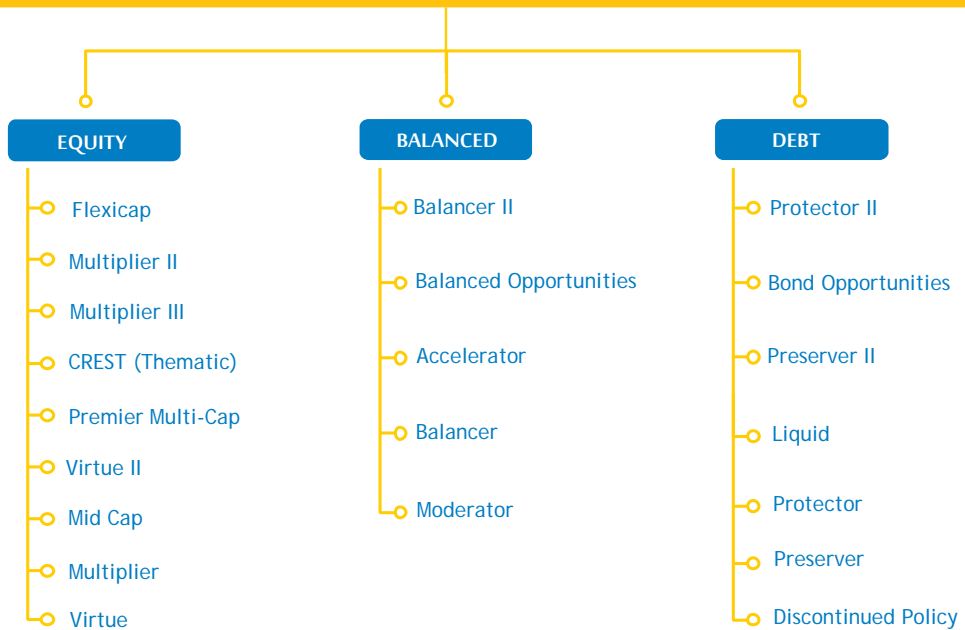 EQUITY
Flexicap
Multiplier II
Multiplier III
CREST (Thematic)
Premier Multi-Cap
Virtue II
Mid Cap
Multiplier
Virtue
BALANCED
Balancer II
Balanced Opportunities
Accelerator
Balancer
Moderator
DEBT
Protector II
Bond Opportunities
Preserver II
Liquid
Protector
Preserver
Discontinued Policy